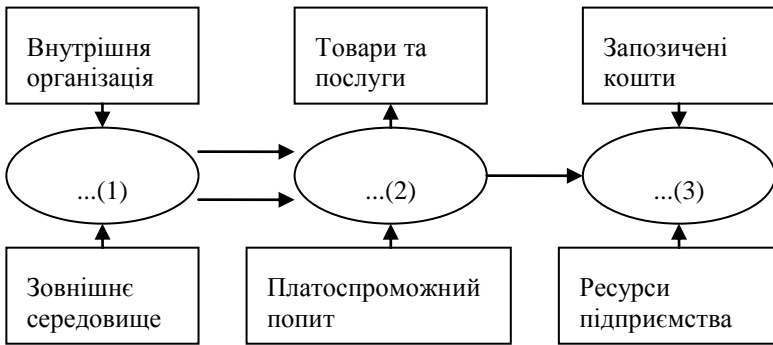 Внутрішня
організація
Товари та
послуги
Запозичені
кошти
...(1)
...(2)
...(3)
Зовнішнє
середовище
Платоспроможний
попит
Ресурси
підприємства